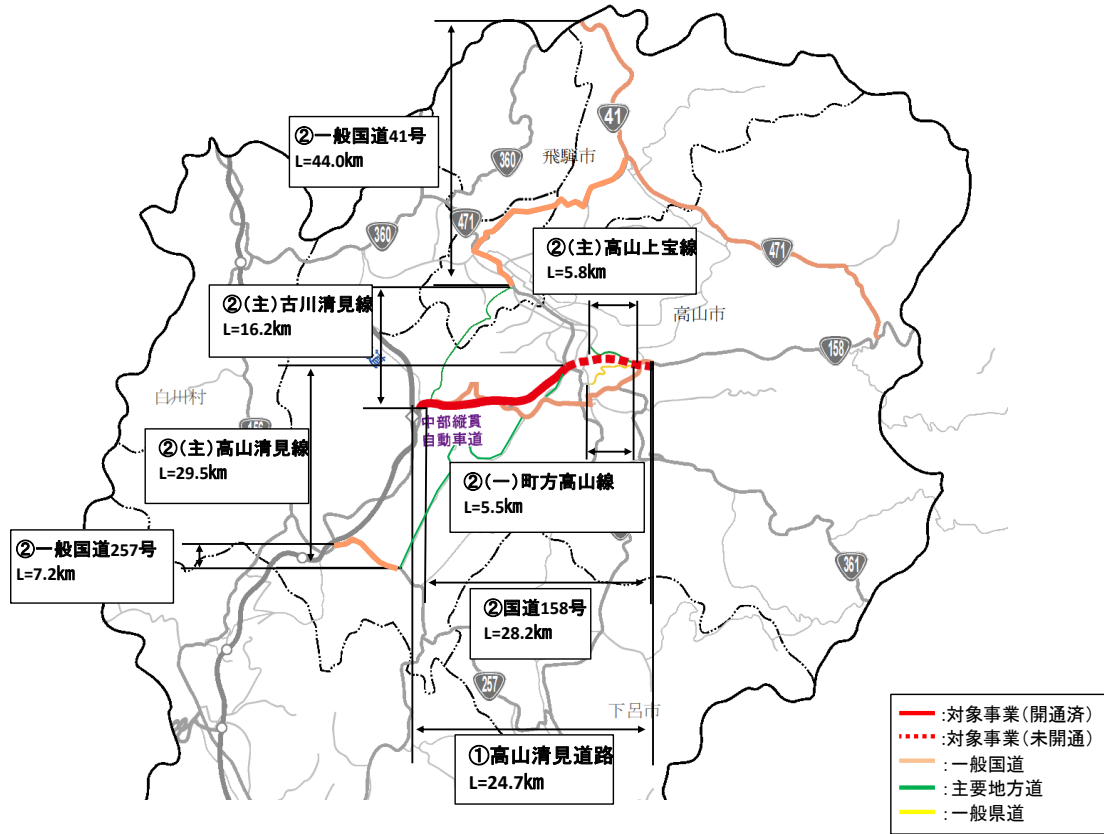 ②一般国道41号
L=44.0km
41
飛騨市
360
471
360
②(主)高山上宝線
L=5.8km
471
②(主)古川清見線
L=16.2km
高山市
158
白川村
156
中部縦貫
自動車道
②(主)高山清見線
L=29.5km
②(一)町方高山線
L=5.5km
②一般国道257号
L=7.2km
361
②国道158号
L=28.2km
257
下呂市
①高山清見道路
L=24.7km
:対象事業(開通済)
:対象事業(未開通)
:一般国道
:主要地方道
:一般県道